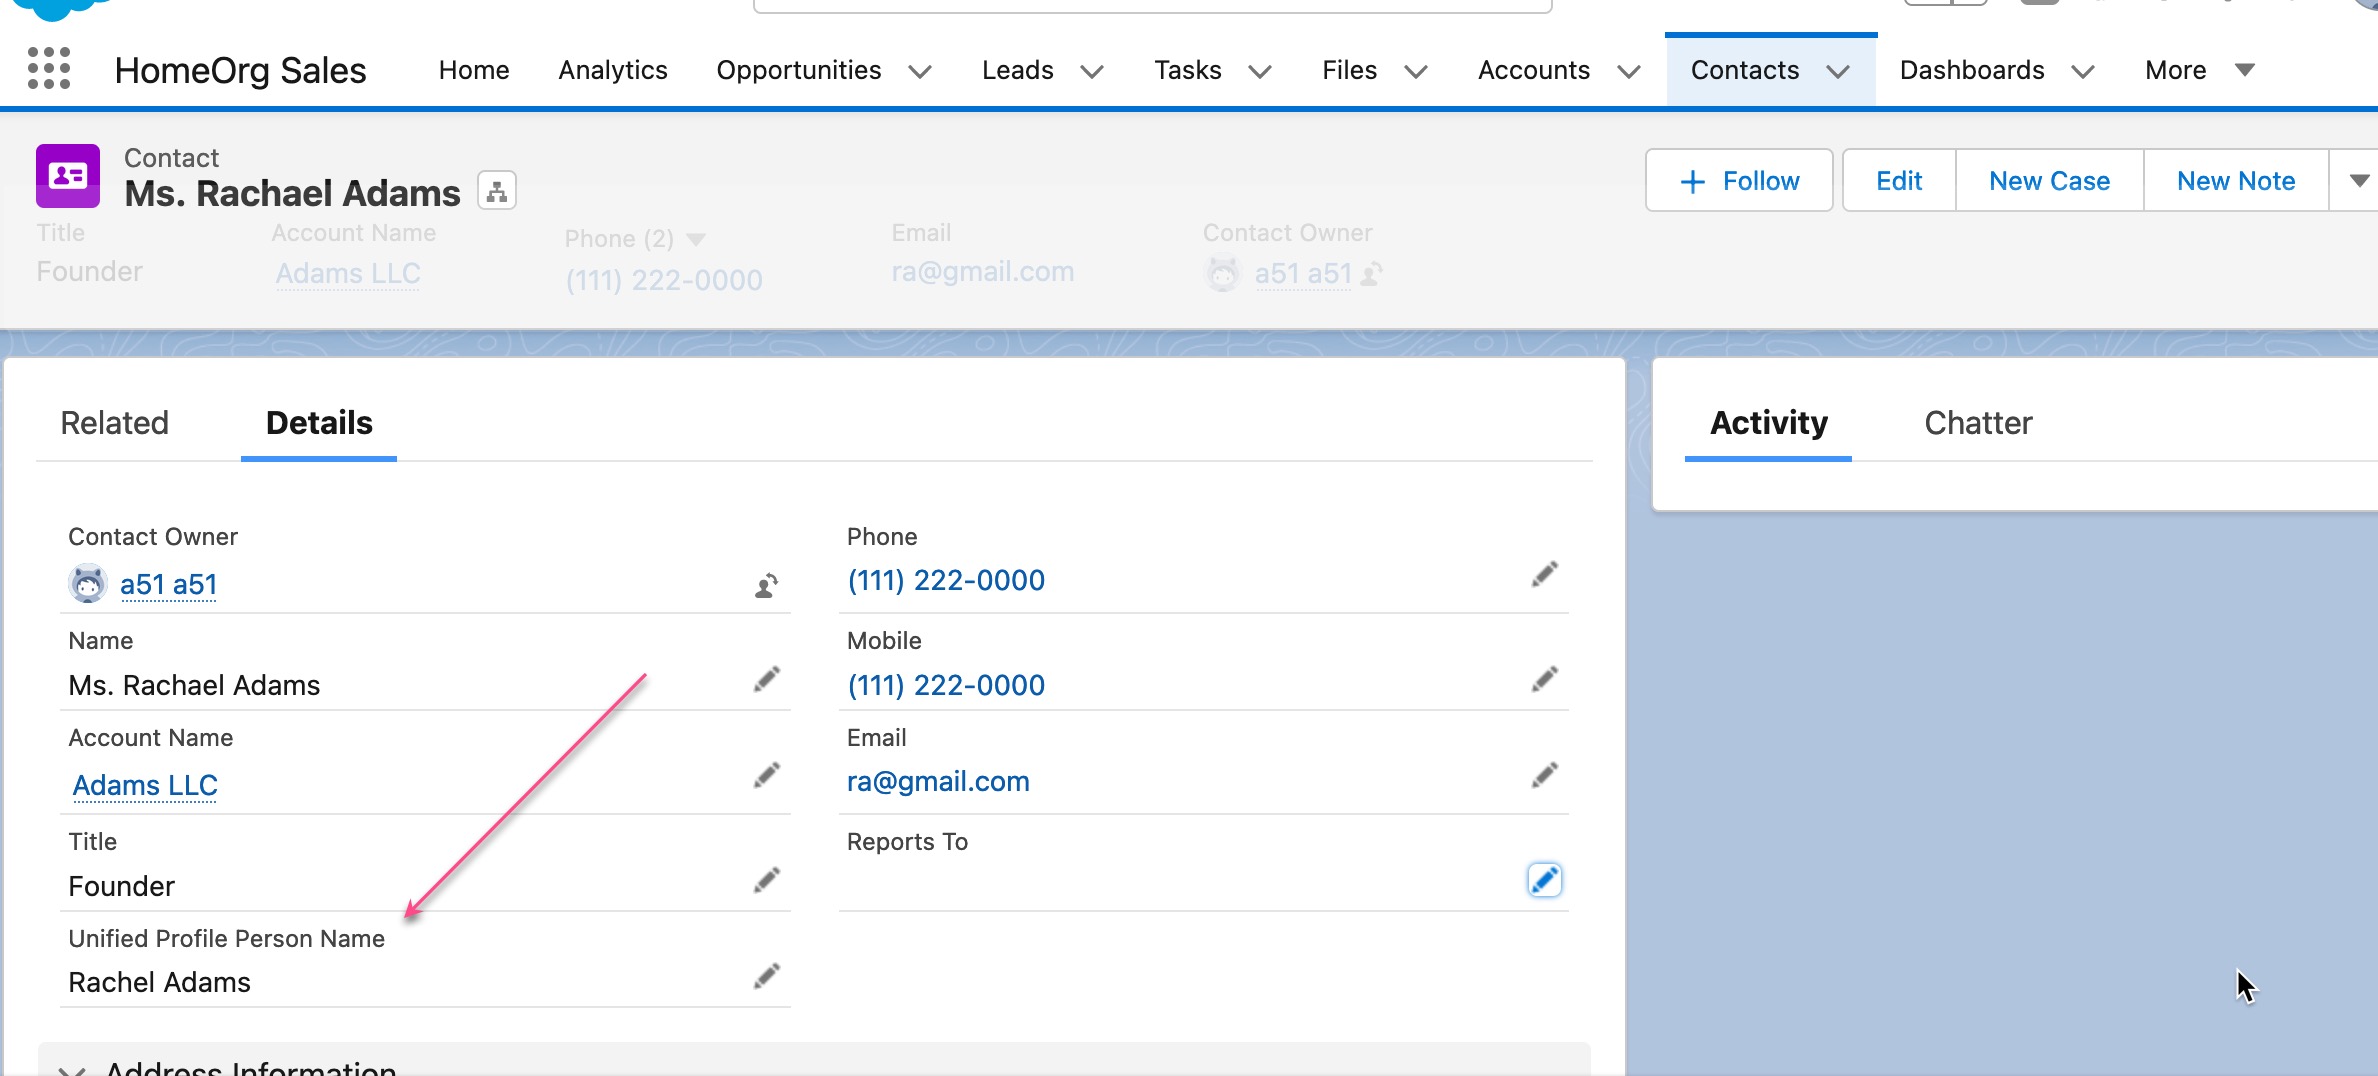 HomeOrg Sales Home Analytics Opportunities Leads Tasks Files Accounts Contacts Dashboards More
Contact
Ms. Rachael Adams
+ Follow Edit New Case New Note
Title Account Name Phone (2) Email Contact Owner
Founder Adams LLC (111) 222-0000 ra@gmail.com a51 a51
Related Details
Activity Chatter
Contact Owner
a51 a51
Phone
(111) 222-0000
Name
Ms. Rachael Adams
Mobile
(111) 222-0000
Account Name
Adams LLC
Email
ra@gmail.com
Title
Founder
Reports To
Unified Profile Person Name
Rachel Adams
Address Information